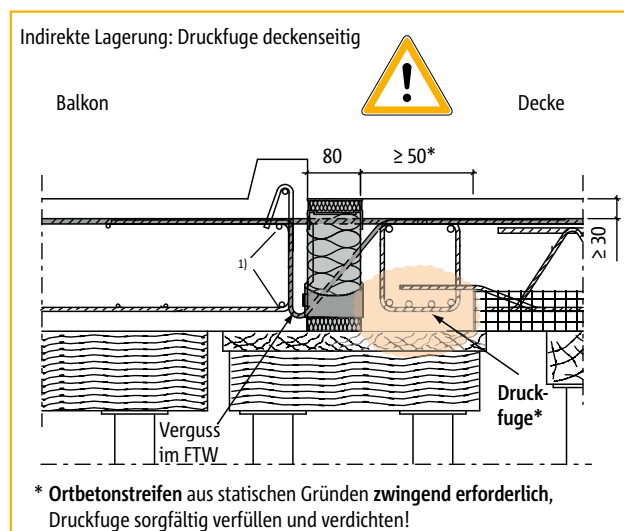 Indirekte Lagerung: Druckfuge deckenseitig
!
Balkon
Decke
80
≥ 50*
≥ 30
1)
Verguss
im FTW
Druck-
fuge*
* Ortbetonstreifen aus statischen Gründen zwingend erforderlich,
Druckfuge sorgfältig verfüllen und verdichten!